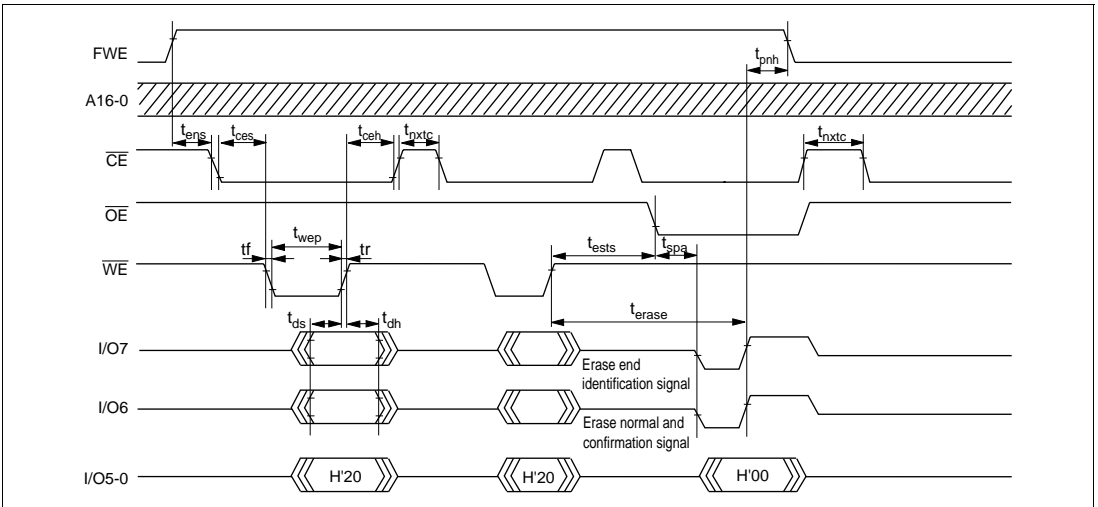 FWE
t_pnh
A16-0
t_ens t_ces t_ceh t_nxtc t_nxtc
CE
OE
tf t_wep tr t_ests t_spa
WE
t_ds t_dh t_erase
I/O7
Erase end
identification signal
I/O6
Erase normal and
confirmation signal
I/O5-0 H'20 H'20 H'00